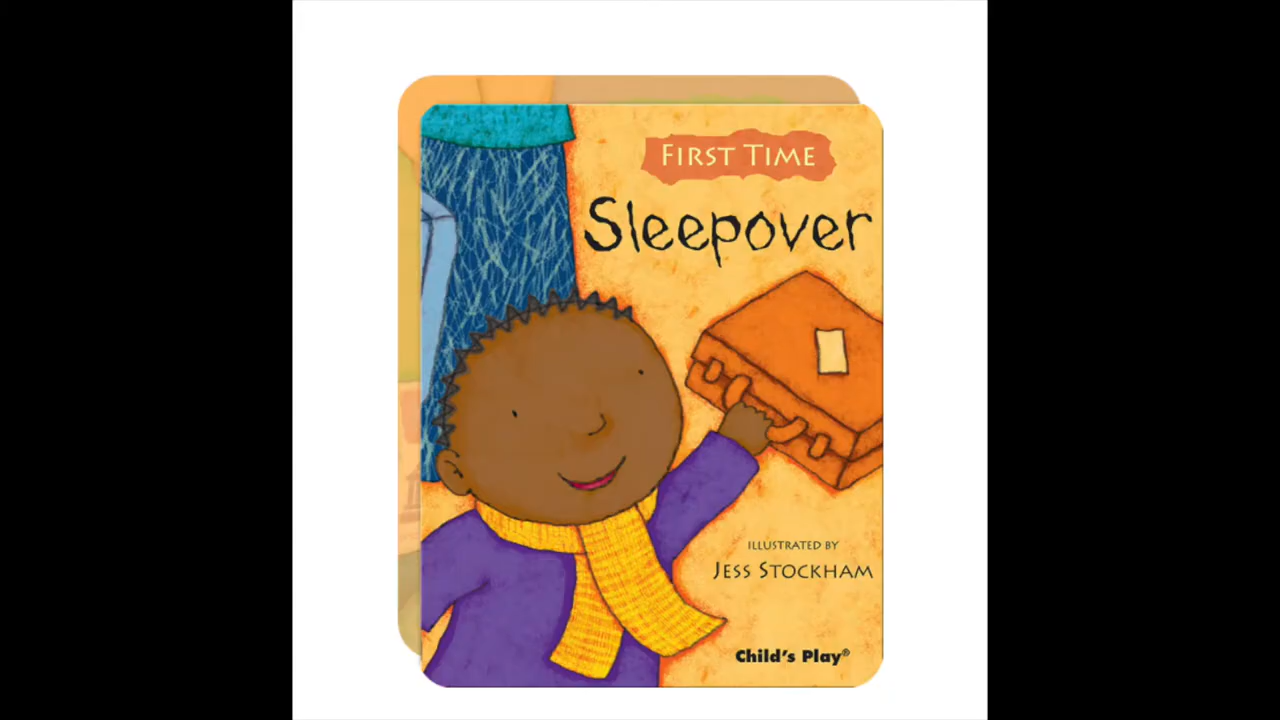 FIRST TIME
Sleepover
ILLUSTRATED BY
JESS STOCKHAM
Child's Play®